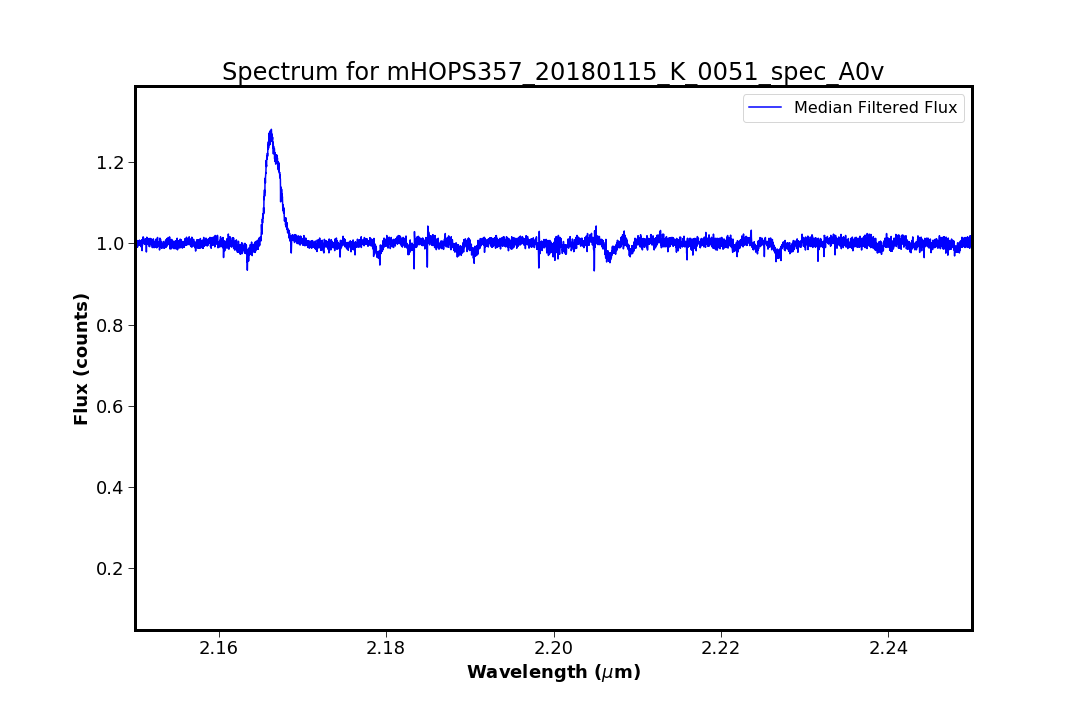 Spectrum for mHOPS357_20180115_K_0051_spec_A0v
Median Filtered Flux
1.2
1.0
0.8
0.6
0.4
0.2
Flux (counts)
2.16 2.18 2.20 2.22 2.24
Wavelength (μm)